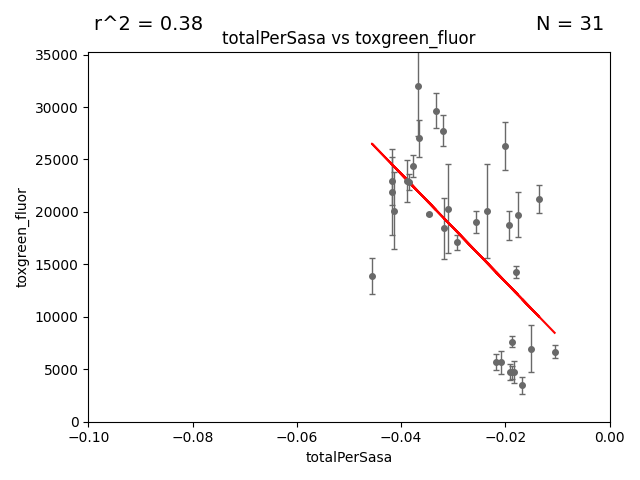 r^2 = 0.38
N = 31
totalPerSasa vs toxgreen_fluor
35000
30000
25000
20000
15000
10000
5000
0
toxgreen_fluor
−0.10
−0.08
−0.06
−0.04
−0.02
0.00
totalPerSasa